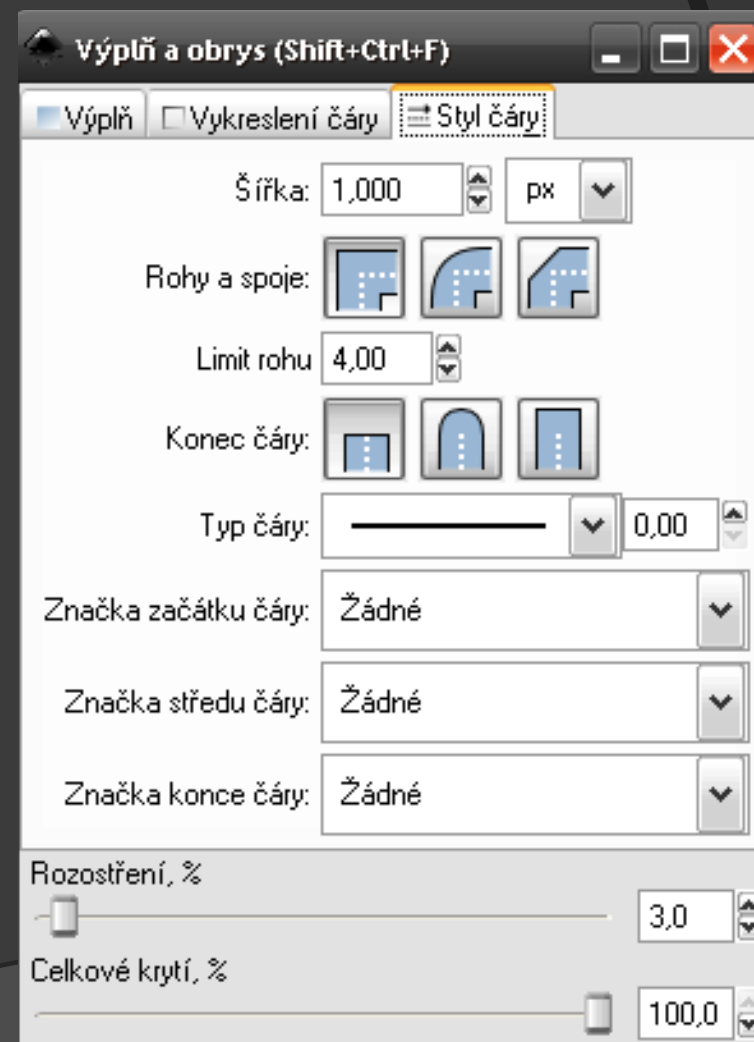 Výplň a obrys (Shift+Ctrl+F)
Výplň Vykreslení čáry Styl čáry
Šířka: 1,000 px
Rohy a spoje:
Limit rohu 4,00
Konec čáry:
Typ čáry: 0,00
Značka začátku čáry: Žádné
Značka středu čáry: Žádné
Značka konce čáry: Žádné
Rozostření, %
3,0
Celkové krytí, %
100,0